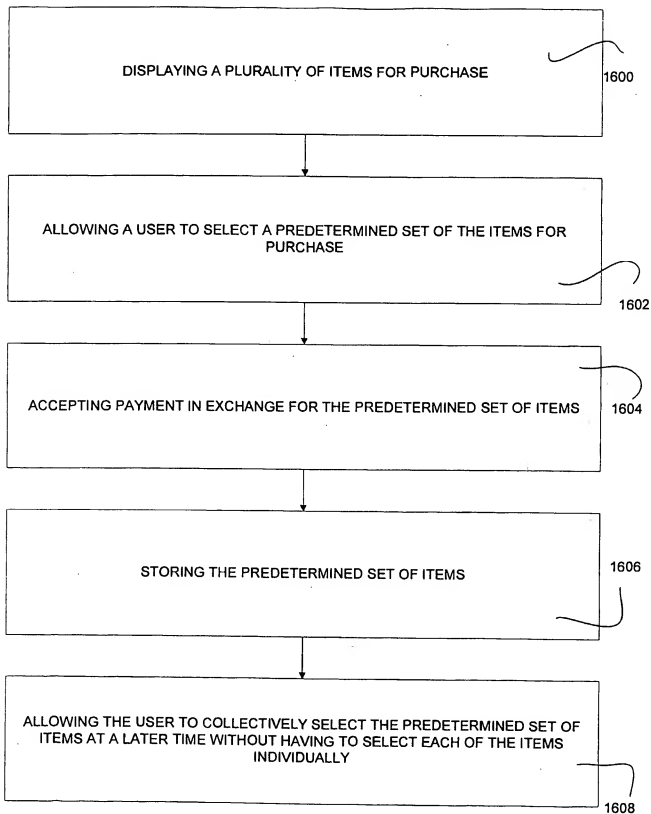 DISPLAYING A PLURALITY OF ITEMS FOR PURCHASE
1600
ALLOWING A USER TO SELECT A PREDETERMINED SET OF THE ITEMS FOR
PURCHASE
1602
ACCEPTING PAYMENT IN EXCHANGE FOR THE PREDETERMINED SET OF ITEMS
1604
STORING THE PREDETERMINED SET OF ITEMS
1606
ALLOWING THE USER TO COLLECTIVELY SELECT THE PREDETERMINED SET OF
ITEMS AT A LATER TIME WITHOUT HAVING TO SELECT EACH OF THE ITEMS
INDIVIDUALLY
1608